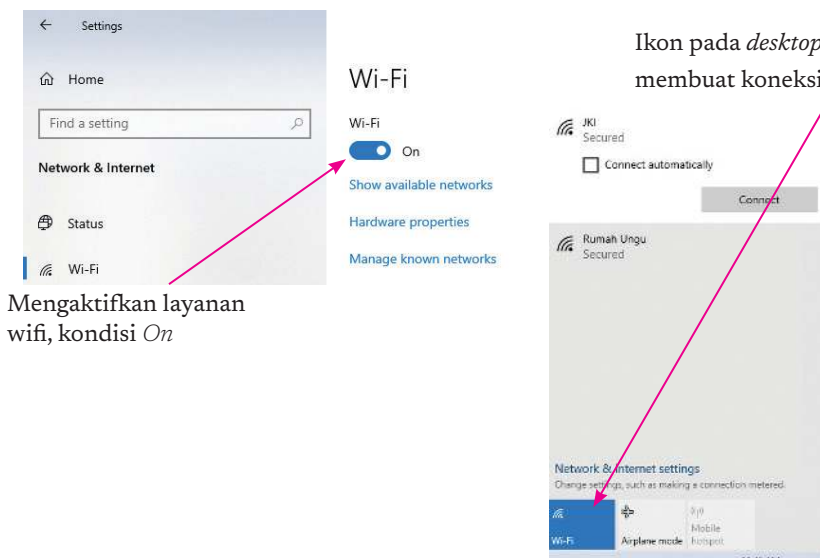 ← Settings
Home
Find a setting
Network & Internet
Status
Wi-Fi
Mengaktifkan layanan
wifi, kondisi On
Wi-Fi
Wi-Fi
On
Show available networks
Hardware properties
Manage known networks
Ikon pada desktop
membuat koneksi
JKI
Secured
Connect automatically
Connect
Rumah Ungu
Secured
Network & Internet settings
Change settings, such as making a connection metered.
Wi-Fi
Airplane mode
Mobile
hotspot